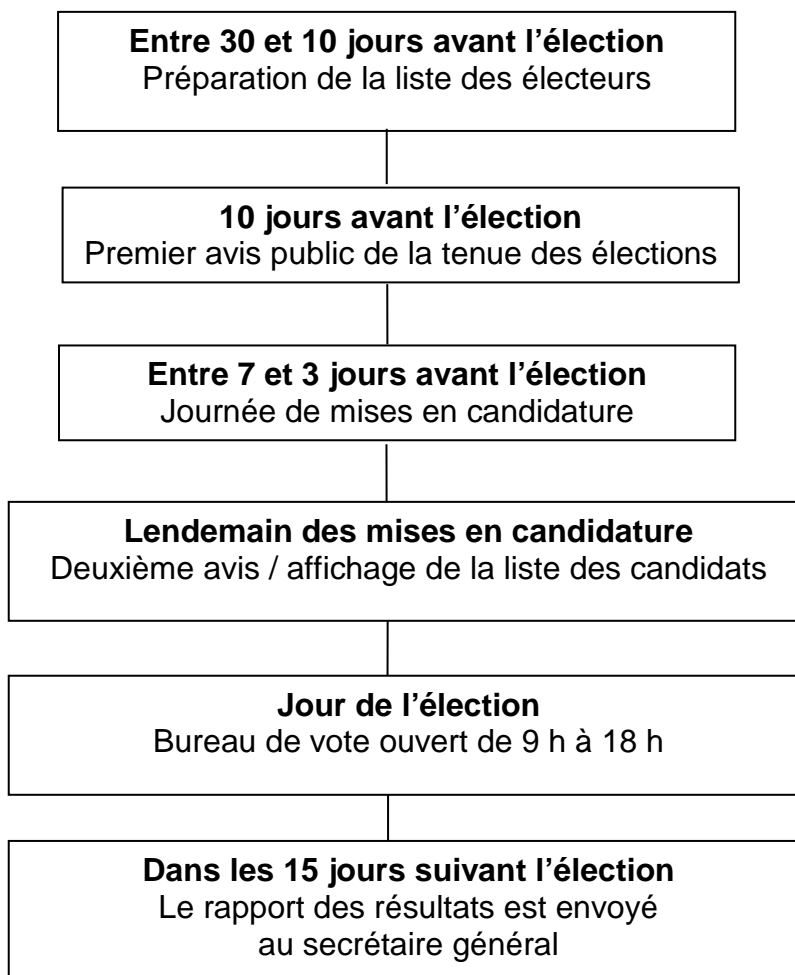 Entre 30 et 10 jours avant l’élection
Préparation de la liste des électeurs
10 jours avant l’élection
Premier avis public de la tenue des élections
Entre 7 et 3 jours avant l’élection
Journée de mises en candidature
Lendemain des mises en candidature
Deuxième avis / affichage de la liste des candidats
Jour de l’élection
Bureau de vote ouvert de 9 h à 18 h
Dans les 15 jours suivant l’élection
Le rapport des résultats est envoyé
au secrétaire général